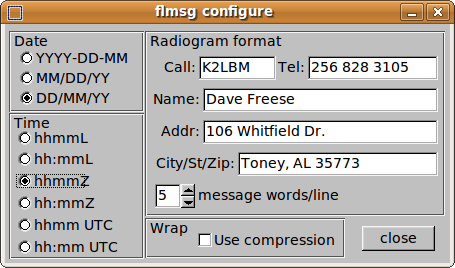 flmsg configure
Date
YYYY-DD-MM
MM/DD/YY
DD/MM/YY
Time
hhmmL
hh:mmL
hhmmZ
hh:mmZ
hhmm UTC
hh:mm UTC
Radiogram format
Call: K2LBM Tel: 256 828 3105
Name: Dave Freese
Addr: 106 Whitfield Dr.
City/St/Zip: Toney, AL 35773
5 message words/line
Wrap
Use compression
close